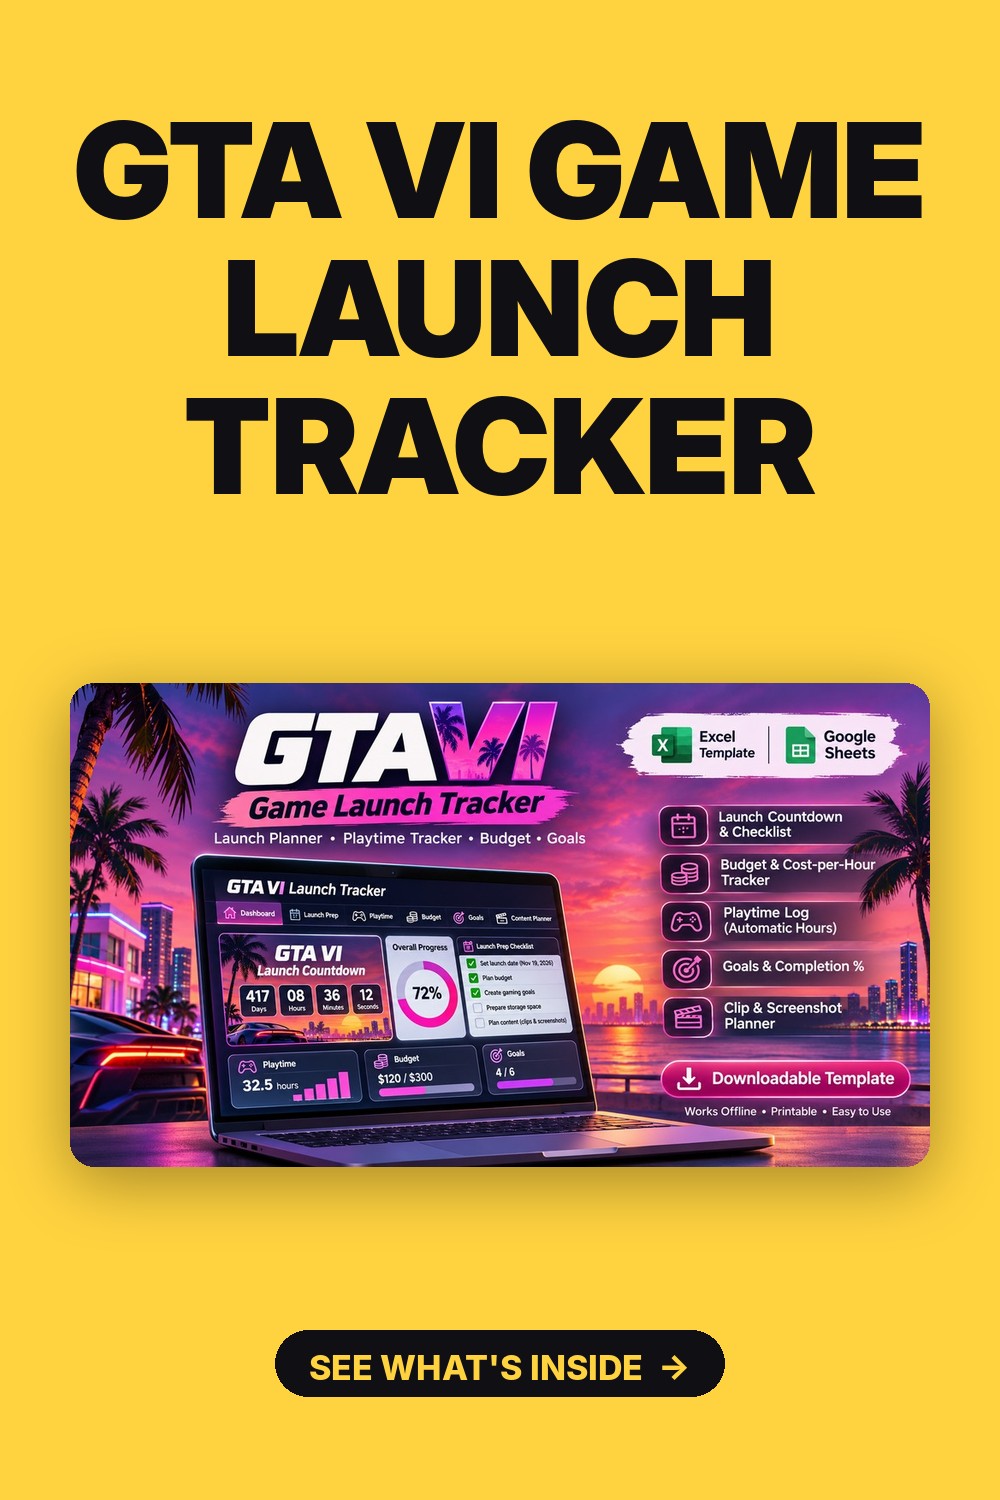 GTA VI GAME
LAUNCH
TRACKER
GTA VI
Game Launch Tracker
Launch Planner • Playtime Tracker • Budget • Goals
Excel
Template
Google
Sheets
Launch Countdown
& Checklist
Budget & Cost-per-Hour
Tracker
Playtime Log
(Automatic Hours)
Goals & Completion %
Clip & Screenshot
Planner
Downloadable Template
Works Offline • Printable • Easy to Use
GTA VI Launch Tracker
Dashboard
Launch Prep
Playtime
Budget
Goals
Content Planner
GTA VI
Launch Countdown
417 08 36 12
Days Hours Minutes Seconds
Overall Progress
72%
Launch Prep Checklist
Set launch date (Nov 19, 2026)
Plan budget
Create gaming goals
Prepare storage space
Plan content (clips & screenshots)
Playtime
32.5 hours
Budget
$120 / $300
Goals
4 / 6
SEE WHAT'S INSIDE →